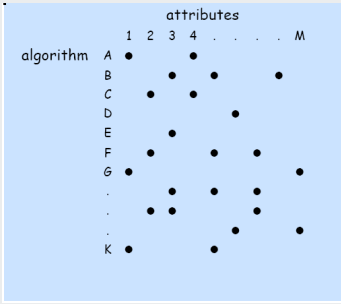 attributes
1 2 3 4 . . . . M
algorithm A
B
C
D
E
F
G
.
.
.
K